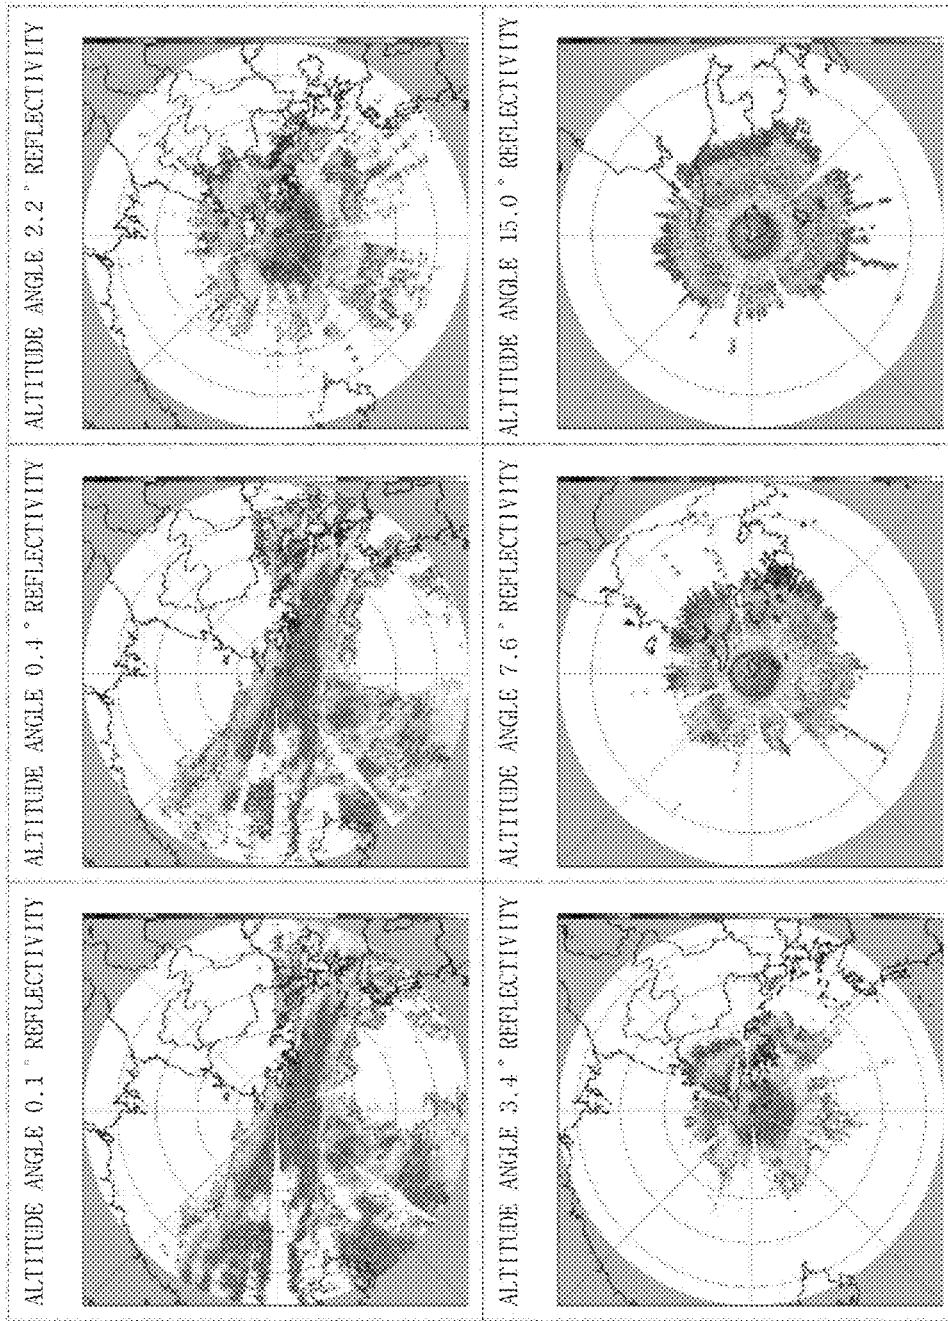 ALTITUDE ANGLE 0.1° REFLECTIVITY
ALTITUDE ANGLE 0.4° REFLECTIVITY
ALTITUDE ANGLE 2.2° REFLECTIVITY
ALTITUDE ANGLE 3.4° REFLECTIVITY
ALTITUDE ANGLE 7.6° REFLECTIVITY
ALTITUDE ANGLE 15.0° REFLECTIVITY